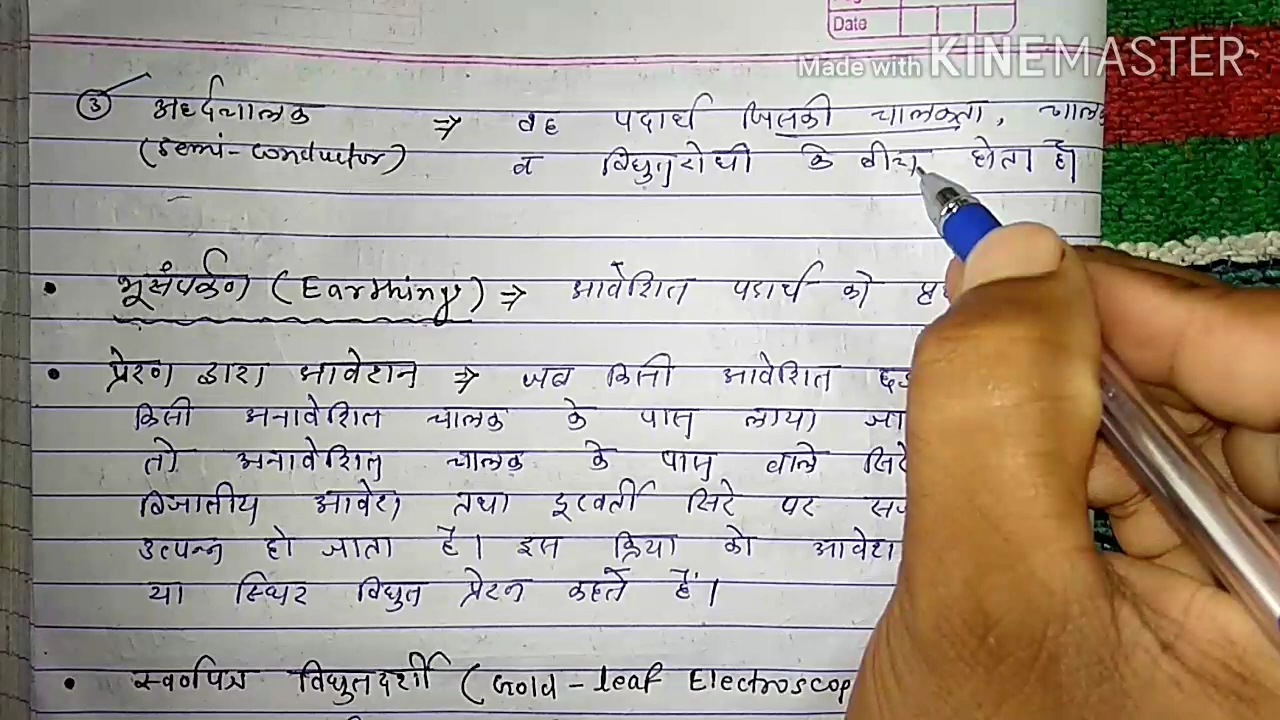 Date
Made with KINEMASTER
③ अर्धचालक ⇒ वह पदार्थ जिसकी चालकता, चालक
(Semi-conductor) व विधुतरोधी के बीच होता है।
• भूसंपर्कण (Earthing) ⇒ आवेशित पदार्थ को
• प्रेरण द्वारा आवेशन ⇒ जब किसी आवेशित
किसी अनावेशित चालक के पास लाया
तो अनावेशित चालक के पास वाले सिरे
विजातीय आवेश तथा दूरवर्ती सिरे पर
उत्पन्न हो जाता है। इस क्रिया को आवेश
या स्थिर विधुत प्रेरन कहते हैं।
• स्वर्णपत्र विधुतदर्शी (Gold-leaf Electroscop